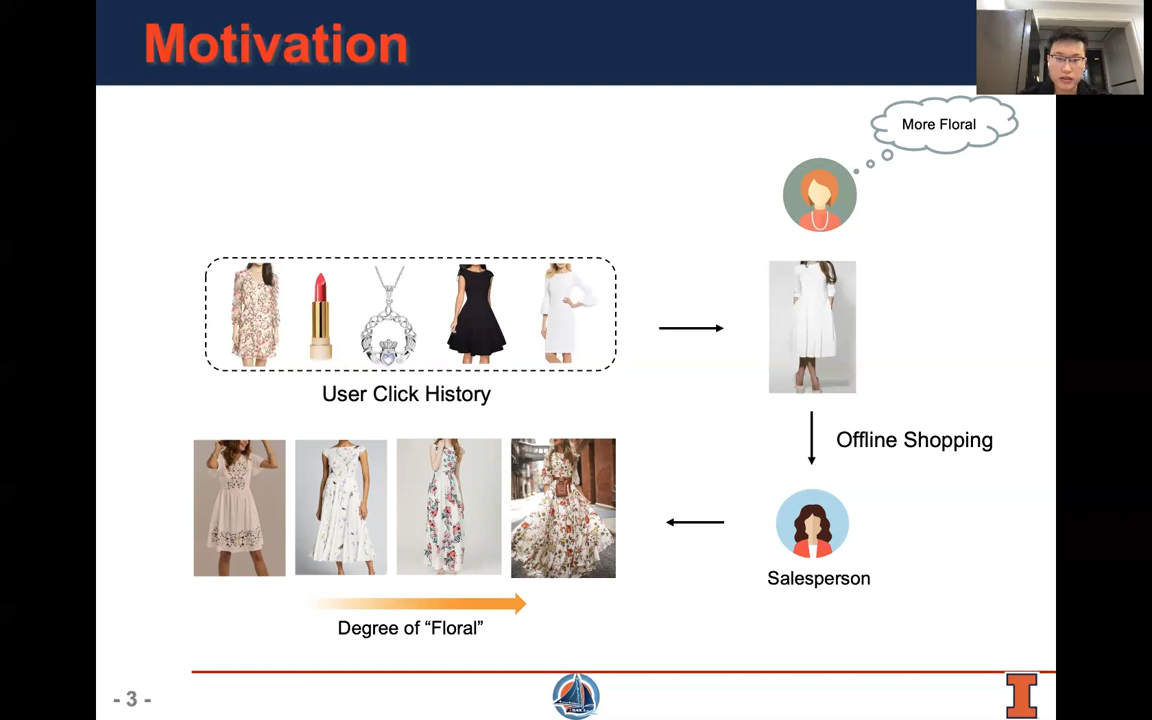 Motivation
More Floral
User Click History
Offline Shopping
Salesperson
Degree of “Floral”
- 3 -